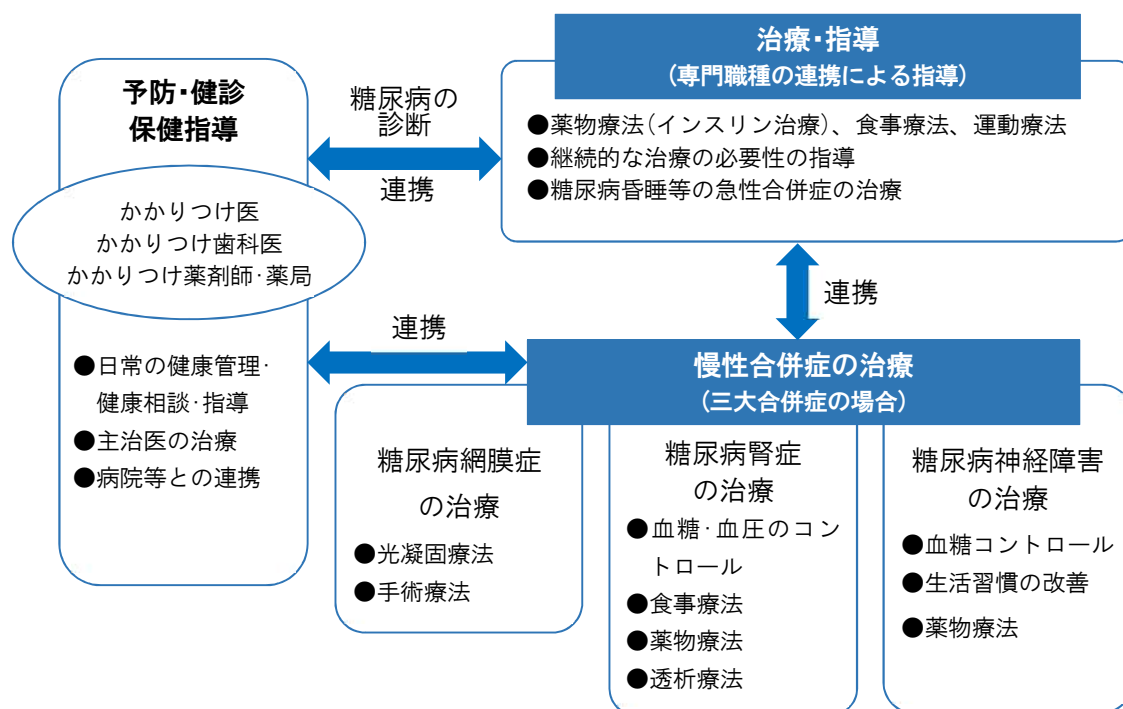 予防・健診
保健指導
かかりつけ医
かかりつけ歯科医
かかりつけ薬剤師・薬局
●日常の健康管理・
健康相談・指導
●主治医の治療
●病院等との連携
糖尿病の
診断
連携
治療・指導
(専門職種の連携による指導)
●薬物療法(インスリン治療)、食事療法、運動療法
●継続的な治療の必要性の指導
●糖尿病昏睡等の急性合併症の治療
連携
連携
慢性合併症の治療
(三大合併症の場合)
糖尿病網膜症
の治療
●光凝固療法
●手術療法
糖尿病腎症
の治療
●血糖・血圧のコン
トロール
●食事療法
●薬物療法
●透析療法
糖尿病神経障害
の治療
●血糖コントロール
●生活習慣の改善
●薬物療法